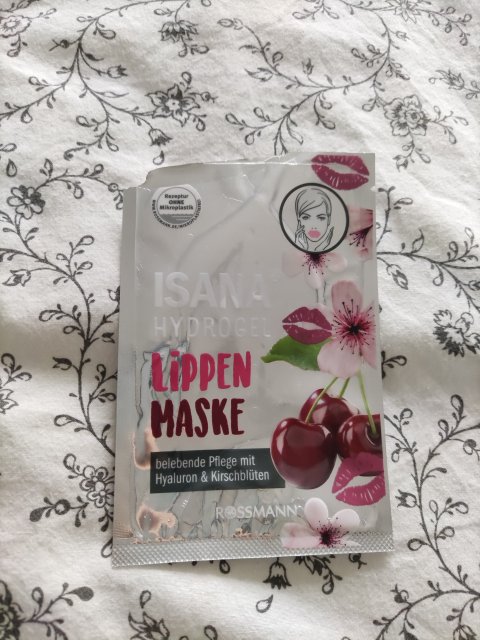 Rezeptur
OHNE
Mikroplastik
ISANA
HYDROGEL
LiPPEN
MASKE
belebende Pflege mit
Hyaluron & Kirschblüten
ROSSMANN